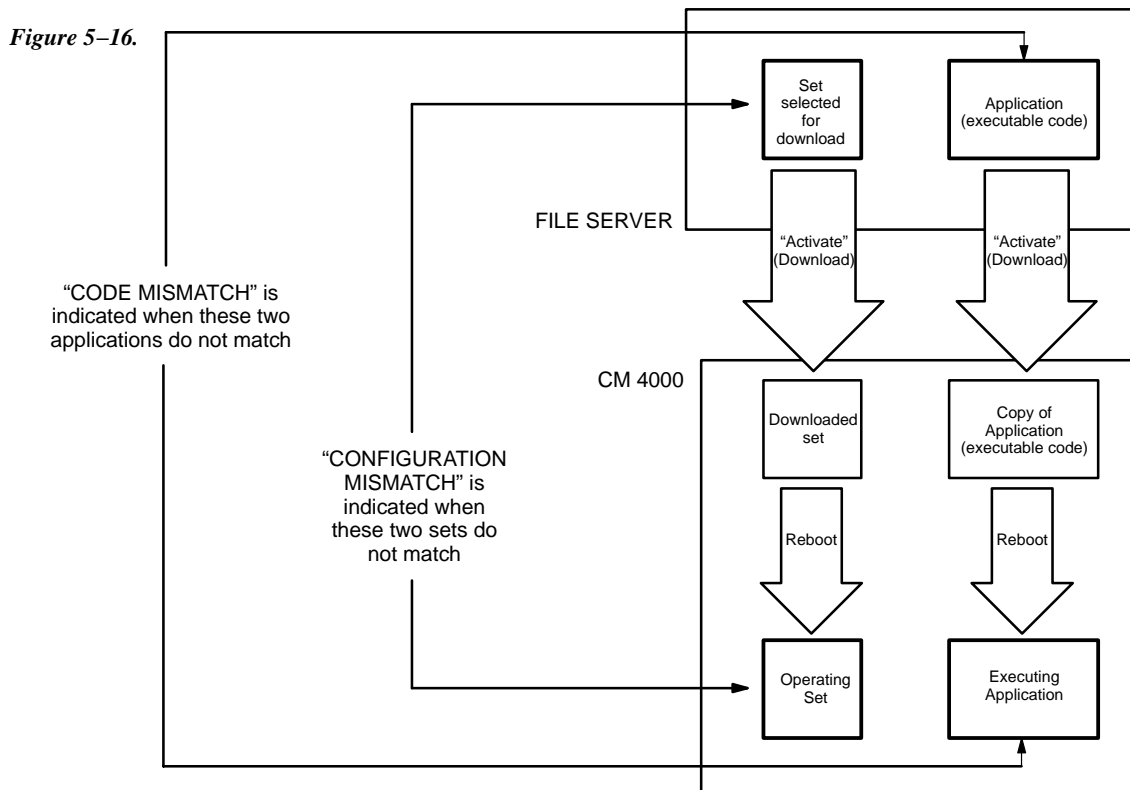 Figure 5–16.
Set
selected
for
download
Application
(executable code)
FILE SERVER
“Activate”
(Download)
“Activate”
(Download)
“CODE MISMATCH” is
indicated when these two
applications do not match
CM 4000
Downloaded
set
Copy of
Application
(executable code)
“CONFIGURATION
MISMATCH” is
indicated when
these two sets do
not match
Reboot
Reboot
Operating
Set
Executing
Application